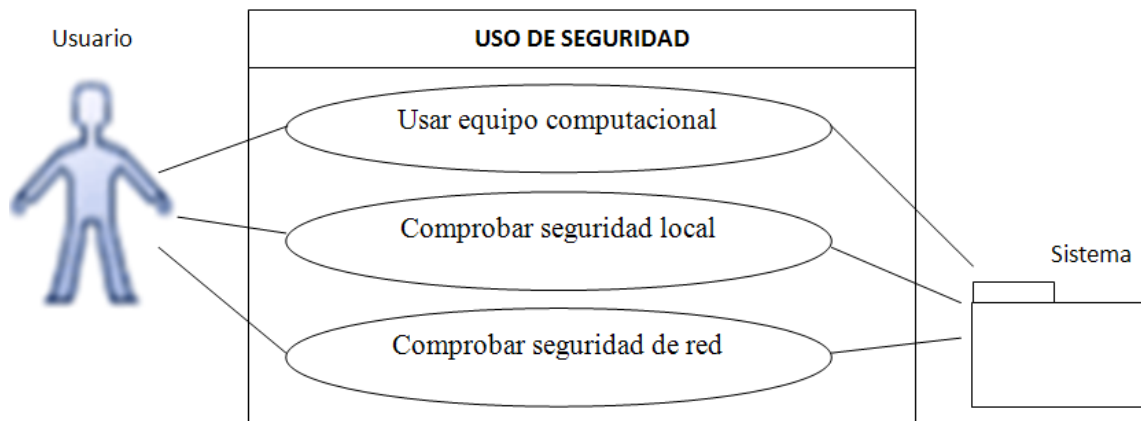 Usuario
USO DE SEGURIDAD
Usar equipo computacional
Comprobar seguridad local
Sistema
Comprobar seguridad de red